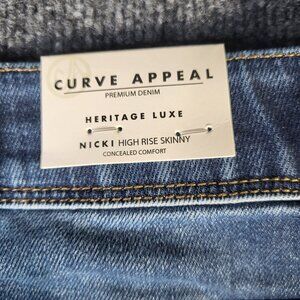 CURVE APPEAL
PREMIUM DENIM
HERITAGE LUXE
NICKI HIGH RISE SKINNY
CONCEALED COMFORT